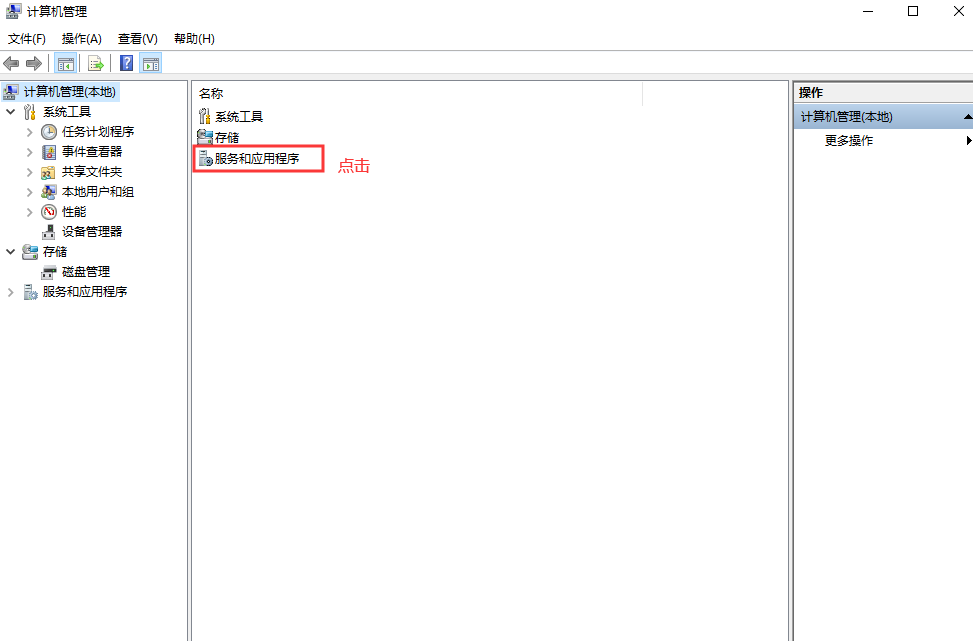 计算机管理
文件(F) 操作(A) 查看(V) 帮助(H)
计算机管理(本地)
系统工具
任务计划程序
事件查看器
共享文件夹
本地用户和组
性能
设备管理器
存储
磁盘管理
服务和应用程序
名称
系统工具
存储
服务和应用程序
点击
操作
计算机管理(本地)
更多操作